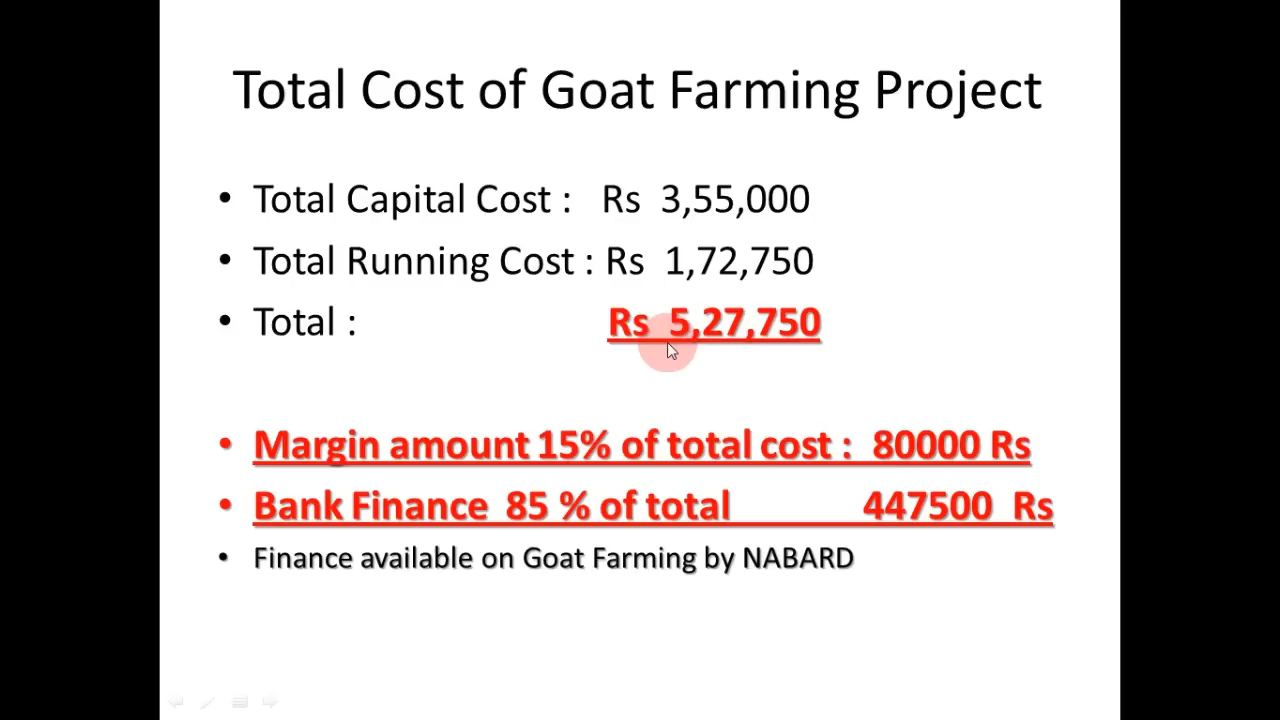 Total Cost of Goat Farming Project
• Total Capital Cost : Rs 3,55,000
• Total Running Cost : Rs 1,72,750
• Total : Rs 5,27,750
• Margin amount 15% of total cost : 80000 Rs
• Bank Finance 85 % of total 447500 Rs
• Finance available on Goat Farming by NABARD